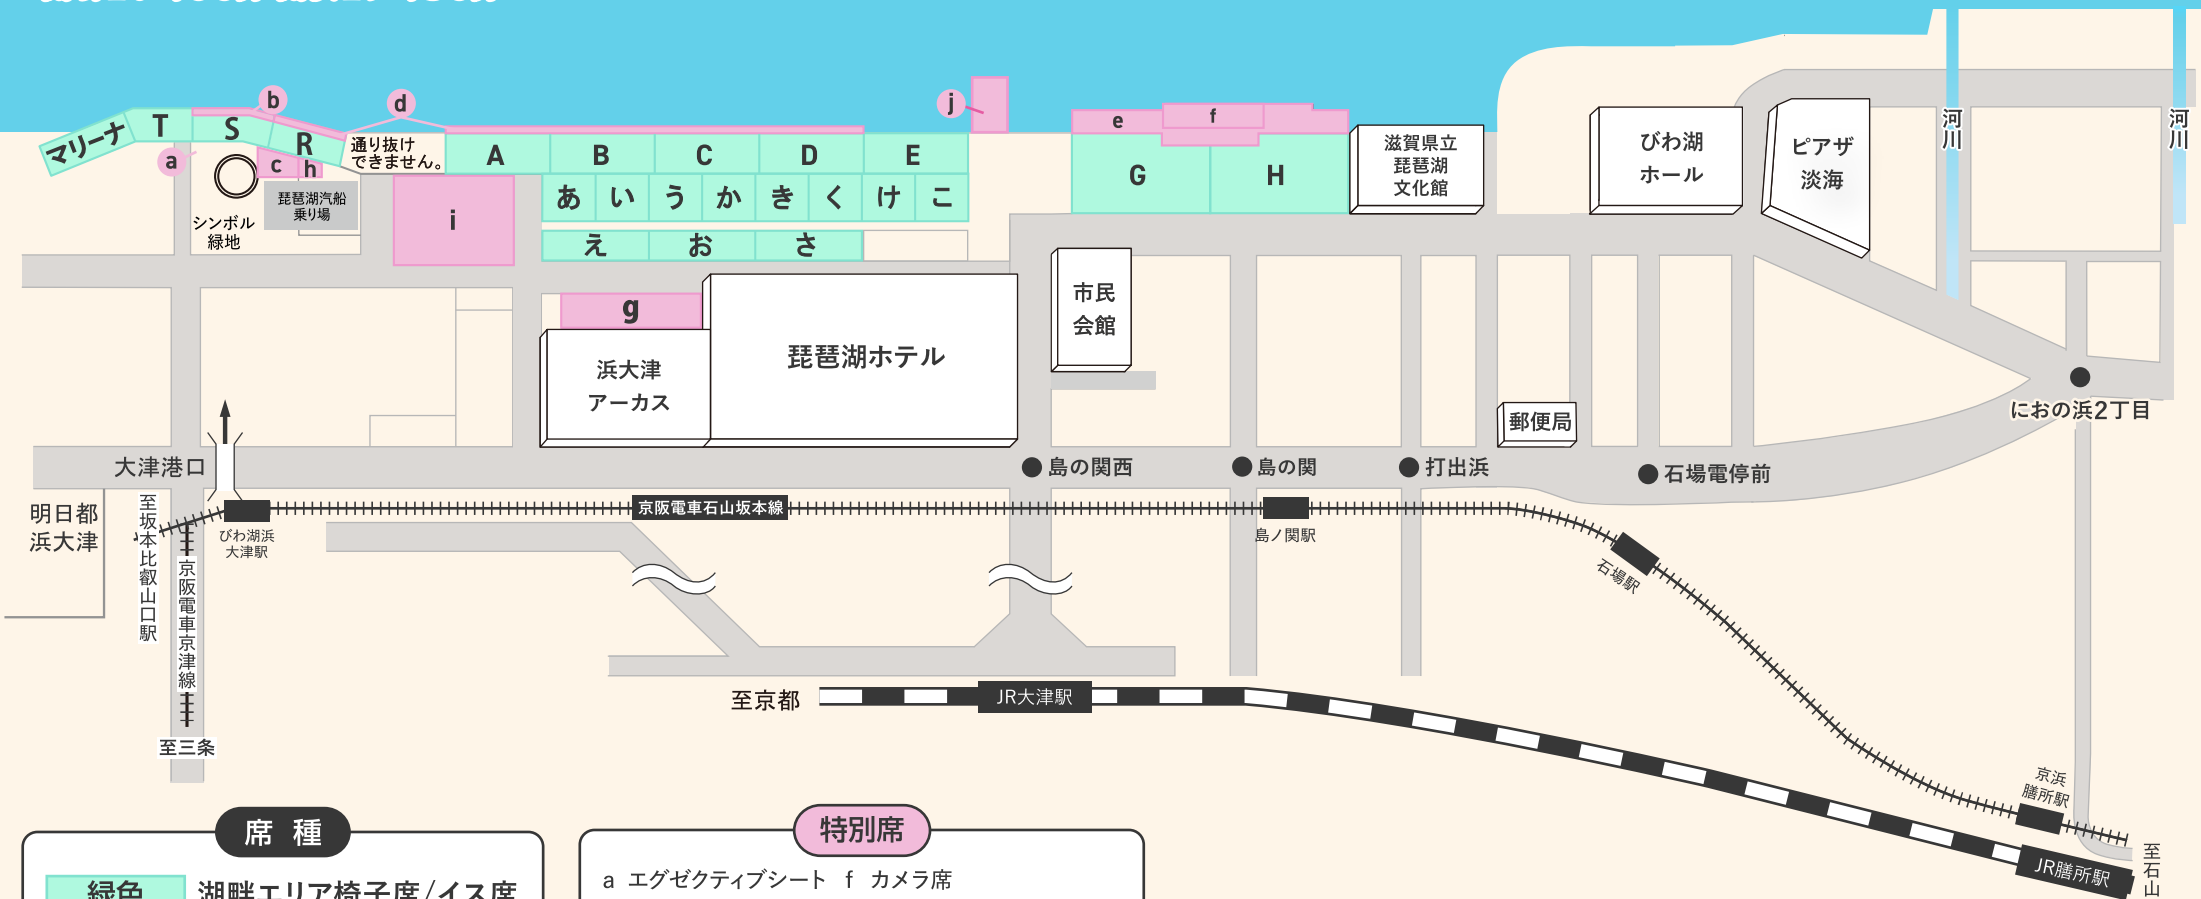 マリーナ
T
S
R
a
b
c
h
d
通り抜け
できません。
シンボル
緑地
琵琶湖汽船
乗り場
i
A
B
C
D
E
あ
い
う
か
き
く
け
こ
え
お
さ
j
e
f
G
H
滋賀県立
琵琶湖
文化館
びわ湖
ホール
ピアザ
淡海
河川
河川
g
浜大津
アーカス
琵琶湖ホテル
市民
会館
郵便局
におの浜2丁目
大津港口
島の関西
島の関
打出浜
石場電停前
明日都
浜大津
至坂本比叡山口駅
びわ湖浜
大津駅
京阪電車石山坂本線
島ノ関駅
石場駅
京阪電車京津線
至三条
至京都
JR大津駅
京浜
膳所駅
JR膳所駅
至石山
席種
緑色
湖畔エリア椅子席/イス席
特別席
a エグゼクティブシート f カメラ席